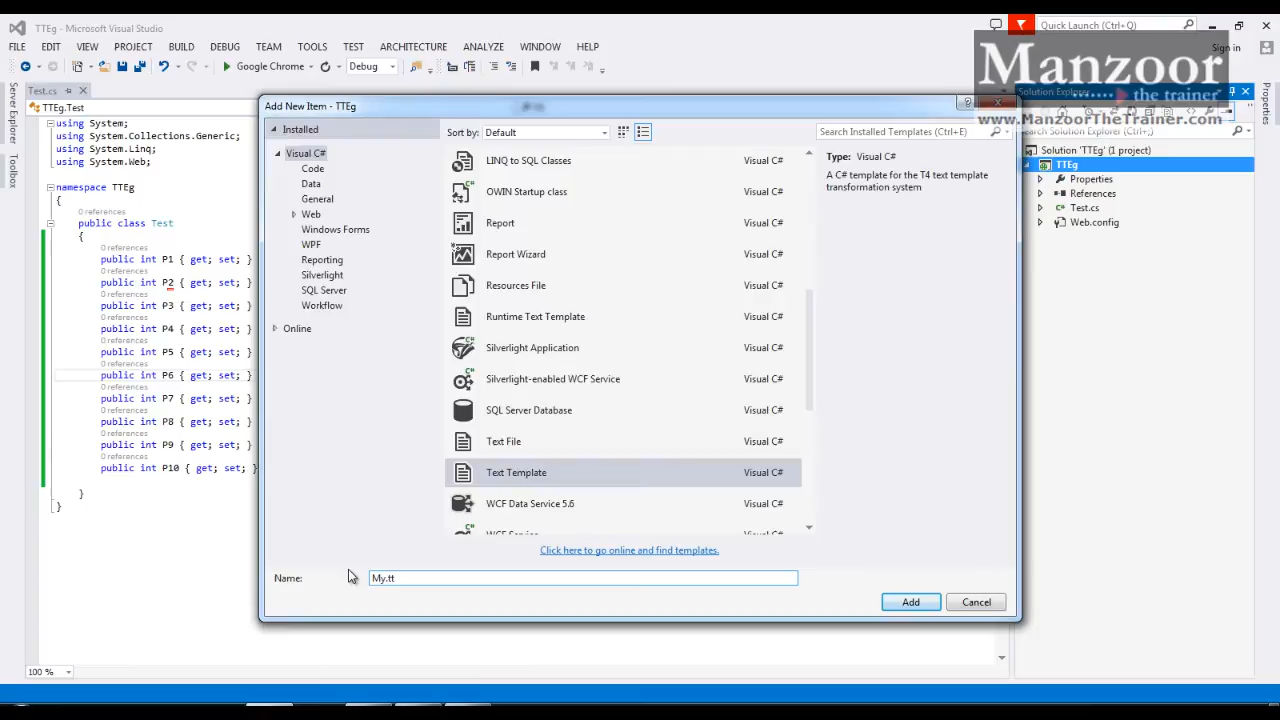 TTEg - Microsoft Visual Studio
Quick Launch (Ctrl+Q)
FILE EDIT VIEW PROJECT BUILD DEBUG TEAM TOOLS TEST ARCHITECTURE ANALYZE WINDOW HELP
Sign in
Google Chrome
Debug
Manzoor
the trainer
www.ManzoorTheTrainer.com
Server Explorer
Toolbox
Test.cs
TTEg.Test
using System;
using System.Collections.Generic;
using System.Linq;
using System.Web;
namespace TTEg
{
0 references
public class Test
{
0 references
public int P1 { get; set; }
0 references
public int P2 { get; set; }
0 references
public int P3 { get; set; }
0 references
public int P4 { get; set; }
0 references
public int P5 { get; set; }
0 references
public int P6 { get; set; }
0 references
public int P7 { get; set; }
0 references
public int P8 { get; set; }
0 references
public int P9 { get; set; }
0 references
public int P10 { get; set; }
}
}
100 %
Add New Item - TTEg
Installed
Visual C#
Code
Data
General
Web
Windows Forms
WPF
Reporting
Silverlight
SQL Server
Workflow
Online
Sort by: Default
Search Installed Templates (Ctrl+E)
LINQ to SQL Classes Visual C#
OWIN Startup class Visual C#
Report Visual C#
Report Wizard Visual C#
Resources File Visual C#
Runtime Text Template Visual C#
Silverlight Application Visual C#
Silverlight-enabled WCF Service Visual C#
SQL Server Database Visual C#
Text File Visual C#
Text Template Visual C#
WCF Data Service 5.6 Visual C#
Type: Visual C#
A C# template for the T4 text template
transformation system
Click here to go online and find templates.
Name: My.tt
Add Cancel
Solution Explorer
Search Solution Explorer (Ctrl+;)
Solution 'TTEg' (1 project)
TTEg
Properties
References
Test.cs
Web.config
Properties